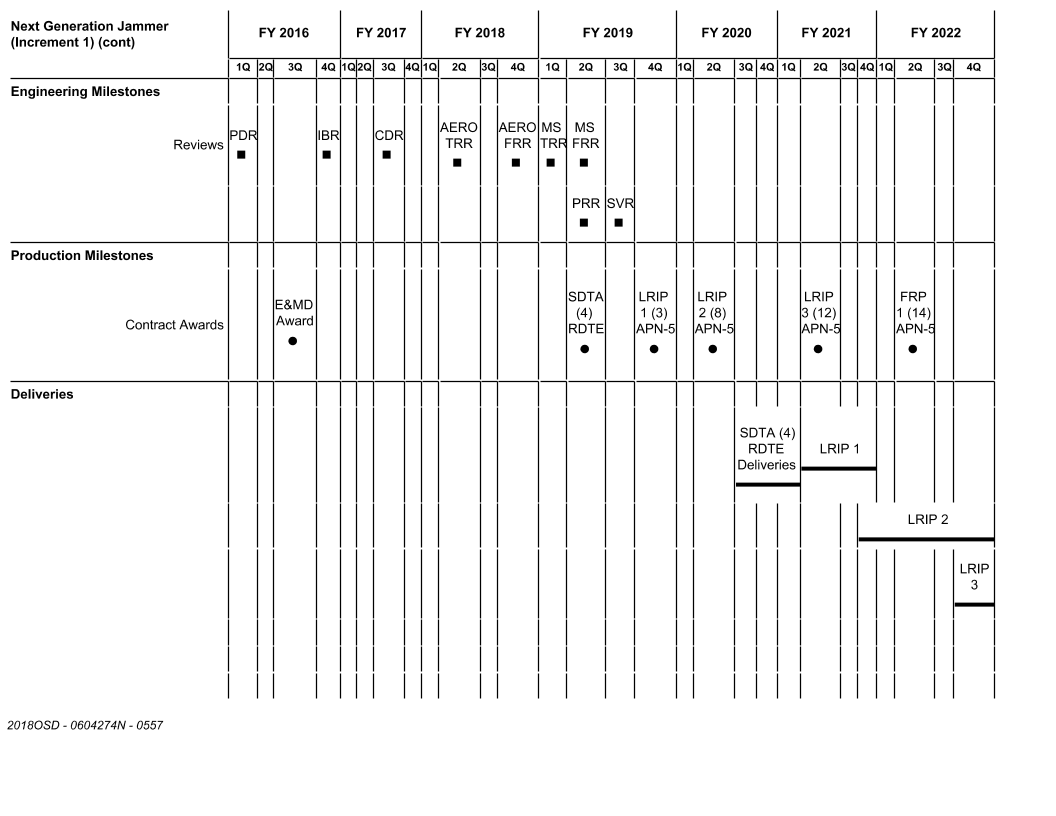 Next Generation Jammer
(Increment 1) (cont)
FY 2016 FY 2017 FY 2018 FY 2019 FY 2020 FY 2021 FY 2022
1Q 2Q 3Q 4Q 1Q 2Q 3Q 4Q 1Q 2Q 3Q 4Q 1Q 2Q 3Q 4Q 1Q 2Q 3Q 4Q 1Q 2Q 3Q 4Q 1Q 2Q 3Q 4Q
Engineering Milestones
Reviews
PDR
IBR
CDR
AERO
TRR
AERO
FRR
MS
TRR
MS
FRR
PRR
SVR
Production Milestones
Contract Awards
E&MD
Award
SDTA
(4)
RDTE
LRIP
1 (3)
APN-5
LRIP
2 (8)
APN-5
LRIP
3 (12)
APN-5
FRP
1 (14)
APN-5
Deliveries
SDTA (4)
RDTE
Deliveries
LRIP 1
LRIP 2
LRIP
3
2018OSD - 0604274N - 0557